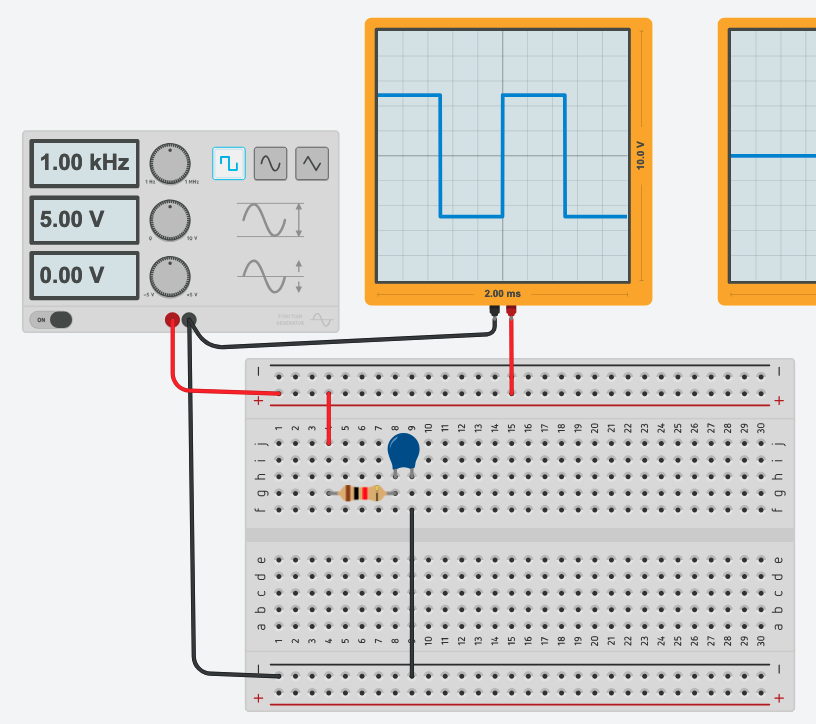 1.00 kHz
1 Hz
1 MHz
5.00 V
0
10 V
0.00 V
-5 V
+5 V
ON
FUNCTION
GENERATOR
10.0 V
2.00 ms
− −
+ +
1 2 3 4 5 6 7 8 9 10 11 12 13 14 15 16 17 18 19 20 21 22 23 24 25 26 27 28 29 30
j j
i i
h h
g g
f f
e e
d d
c c
b b
a a
1 2 3 4 5 6 7 8 9 10 11 12 13 14 15 16 17 18 19 20 21 22 23 24 25 26 27 28 29 30
− −
+ +